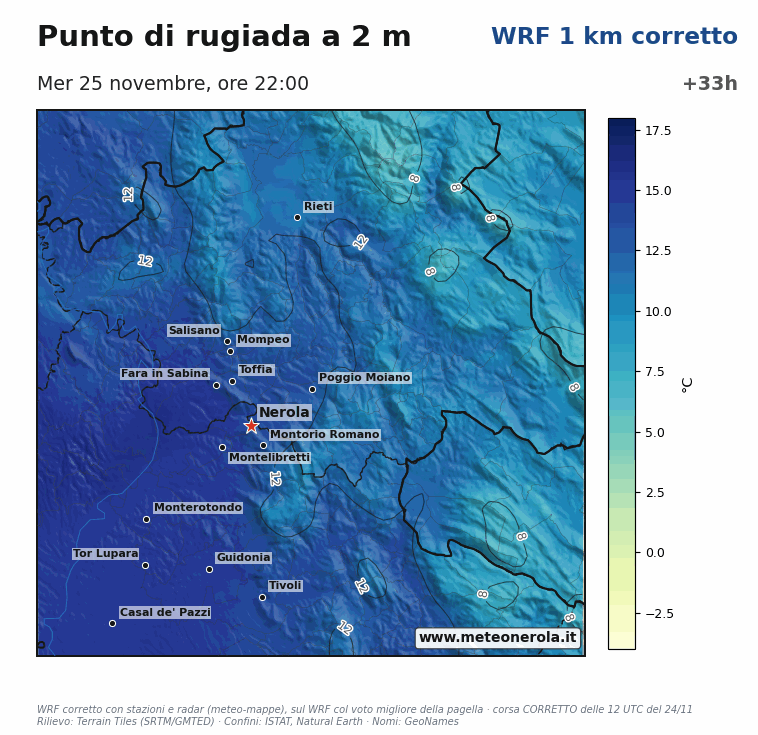 Punto di rugiada a 2 m
WRF 1 km corretto
Mer 25 novembre, ore 22:00
+33h
12
8
8
8
Rieti
12
12
8
Salisano
Mompeo
Toffia
Fara in Sabina
Poggio Moiano
8
Nerola
Montorio Romano
Montelibretti
12
Monterotondo
8
Tor Lupara
Guidonia
Tivoli
12
8
Casal de' Pazzi
8
12
www.meteonerola.it
17.5
15.0
12.5
10.0
7.5
5.0
2.5
0.0
−2.5
°C
WRF corretto con stazioni e radar (meteo-mappe), sul WRF col voto migliore della pagella · corsa CORRETTO delle 12 UTC del 24/11
Rilievo: Terrain Tiles (SRTM/GMTED) · Confini: ISTAT, Natural Earth · Nomi: GeoNames